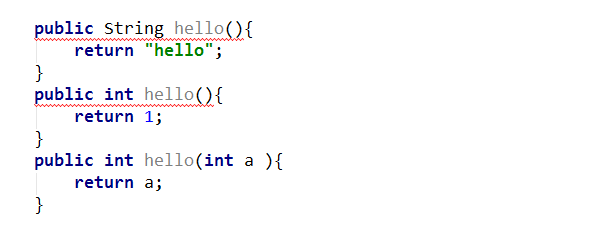 public String hello(){
    return "hello";
}
public int hello(){
    return 1;
}
public int hello(int a ){
    return a;
}